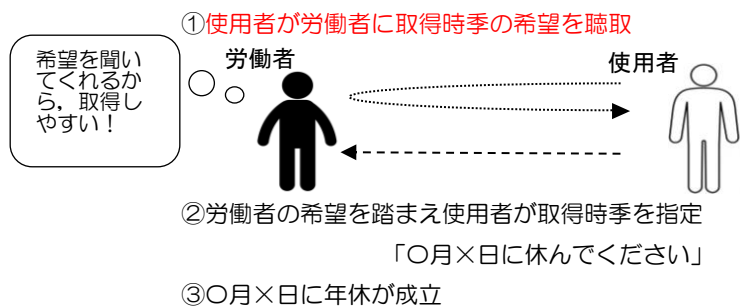 ①使用者が労働者に取得時季の希望を聴取
希望を聞い
てくれるか
ら，取得し
やすい！
労働者
使用者
②労働者の希望を踏まえ使用者が取得時季を指定
「〇月×日に休んでください」
③〇月×日に年休が成立